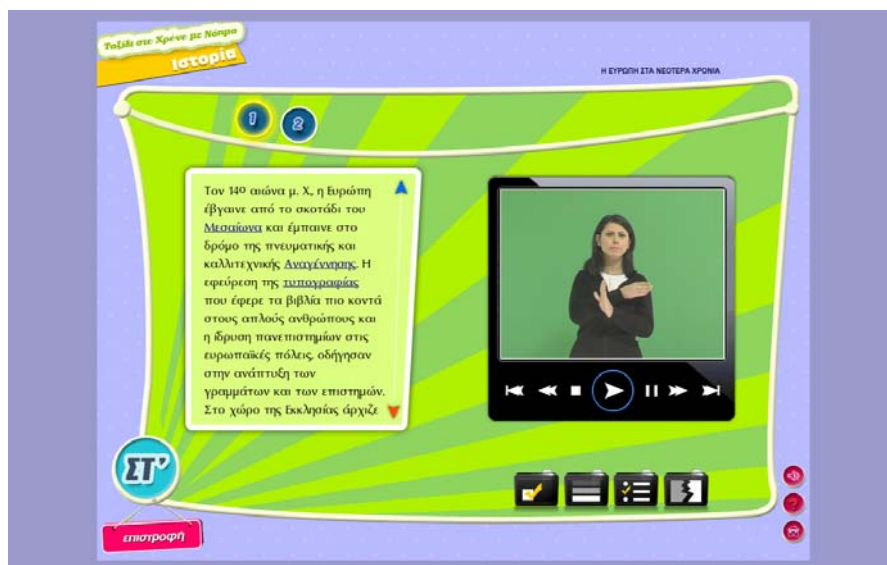 Ταξίδι στο Χρόνο με Νόημα
Ιστορία
Η ΕΥΡΩΠΗ ΣΤΑ ΝΕΟΤΕΡΑ ΧΡΟΝΙΑ
1
2
Τον 14ο αιώνα μ. Χ., η Ευρώπη
έβγαινε από το σκοτάδι του
Μεσαίωνα και έμπαινε στο
δρόμο της πνευματικής και
καλλιτεχνικής Αναγέννησης. Η
εφεύρεση της τυπογραφίας
που έφερε τα βιβλία πιο κοντά
στους απλούς ανθρώπους και
η ίδρυση πανεπιστημίων στις
ευρωπαϊκές πόλεις, οδήγησαν
στην ανάπτυξη των
γραμμάτων και των επιστημών.
Στο χώρο της Εκκλησίας άρχιζε
ΣΤ'
επιστροφή
?